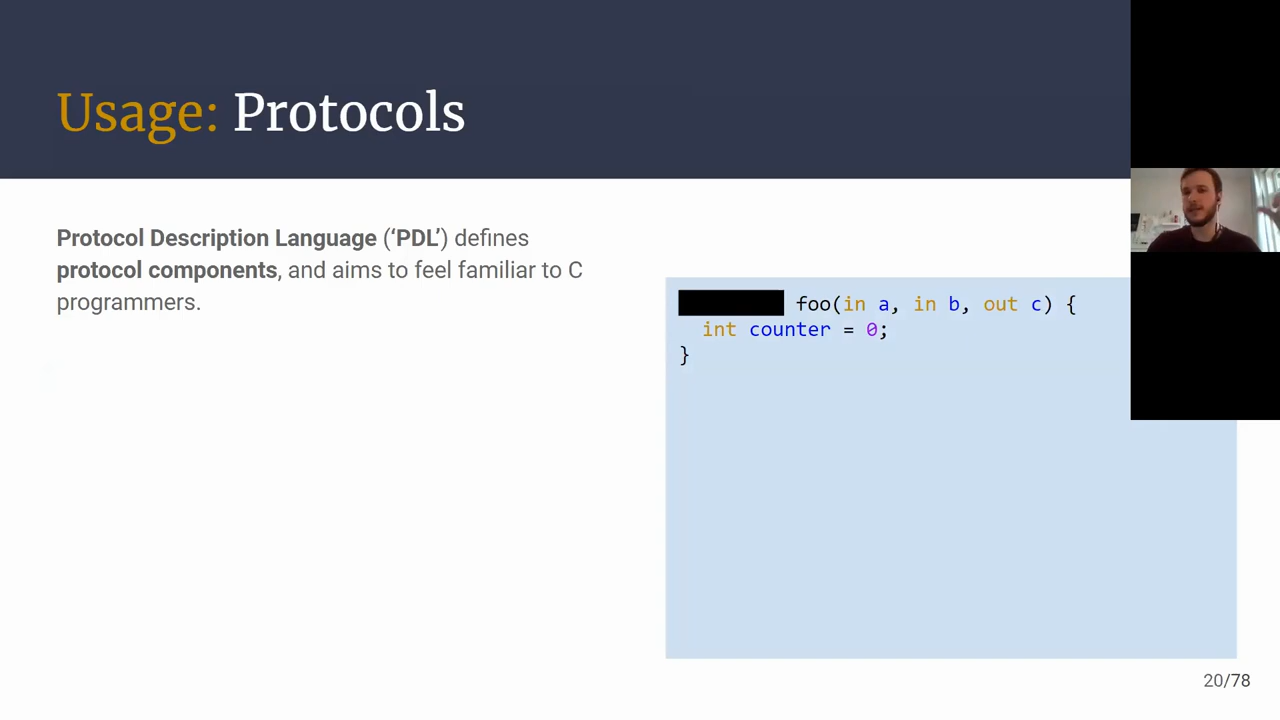 Usage: Protocols
Protocol Description Language (‘PDL’) defines
protocol components, and aims to feel familiar to C
programmers.
foo(in a, in b, out c) {
int counter = 0;
}
20/78